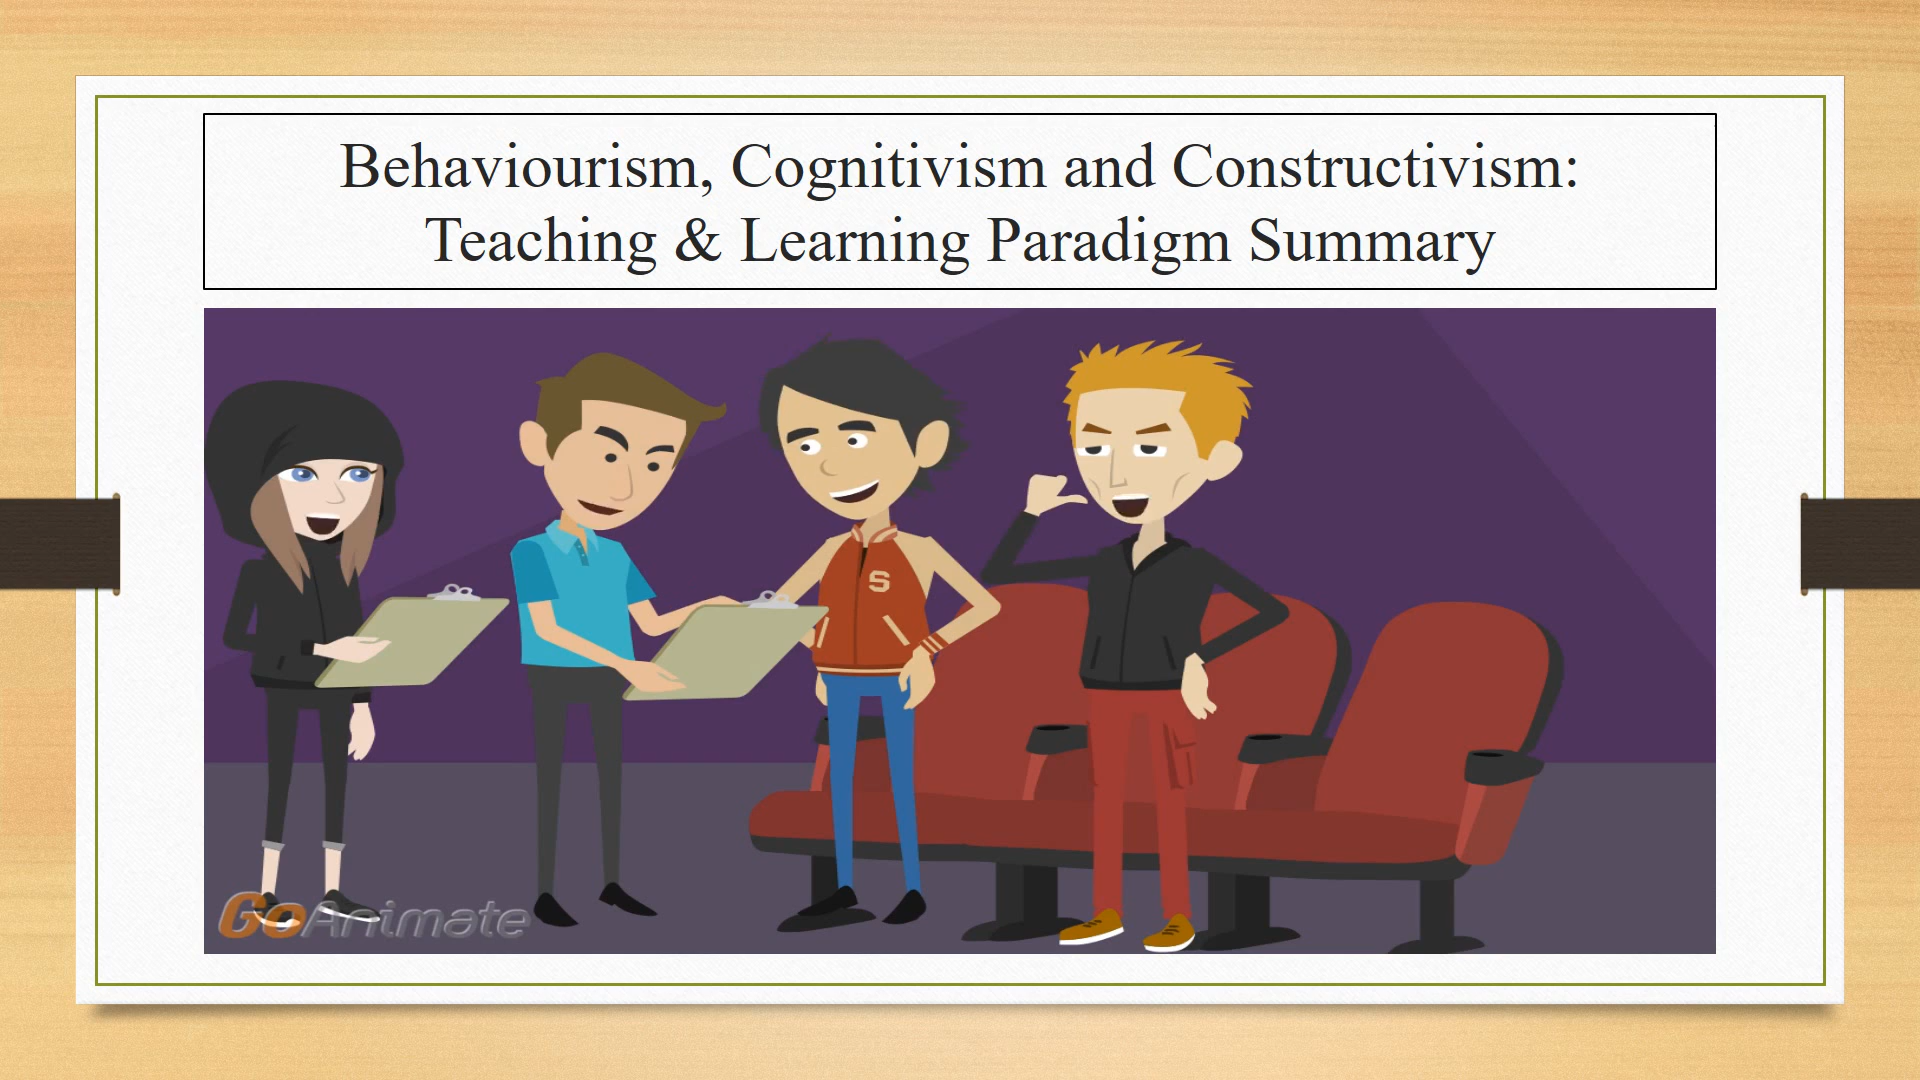 Behaviourism, Cognitivism and Constructivism:
Teaching & Learning Paradigm Summary
S
GoAnimate